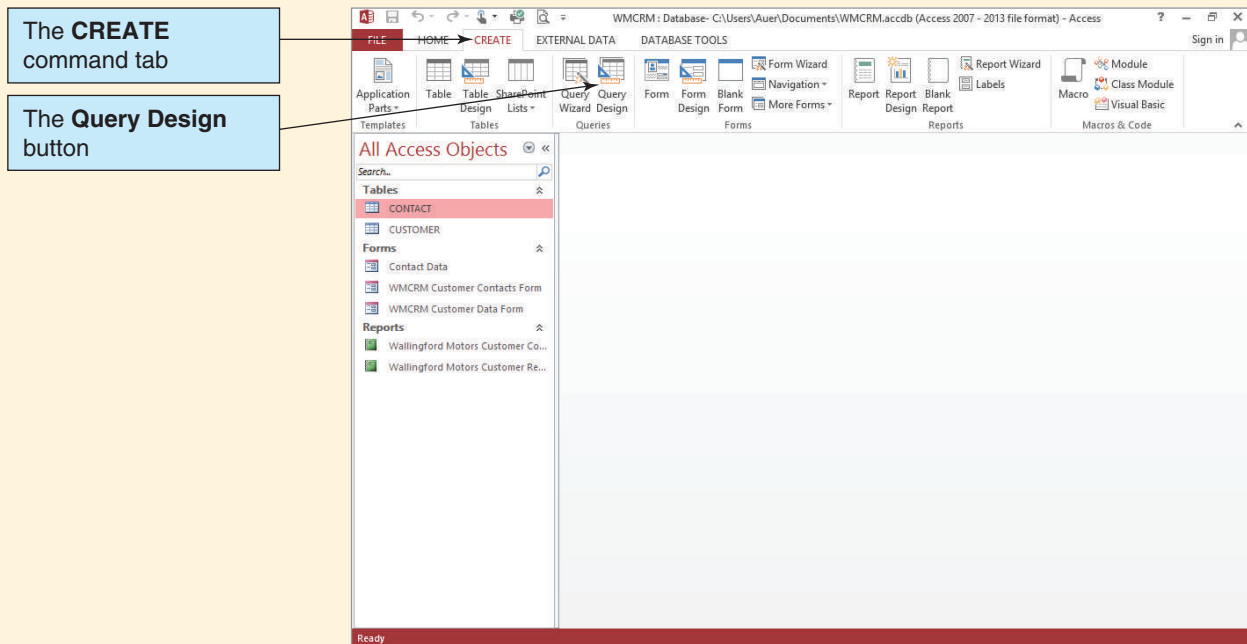 The CREATE
command tab
The Query Design
button
WMCRM : Database- C:\Users\Auer\Documents\WMCRM.accdb (Access 2007 - 2013 file format) - Access
?
FILE HOME CREATE EXTERNAL DATA DATABASE TOOLS Sign in
Application Parts
Table
Table Design
SharePoint Lists
Query Wizard
Query Design
Form
Form Design
Blank Form
Form Wizard
Navigation
More Forms
Report
Report Design
Blank Report
Report Wizard
Labels
Macro
Module
Class Module
Visual Basic
Templates Tables Queries Forms Reports Macros & Code
All Access Objects
Search...
Tables
CONTACT
CUSTOMER
Forms
Contact Data
WMCRM Customer Contacts Form
WMCRM Customer Data Form
Reports
Wallingford Motors Customer Co...
Wallingford Motors Customer Re...
Ready